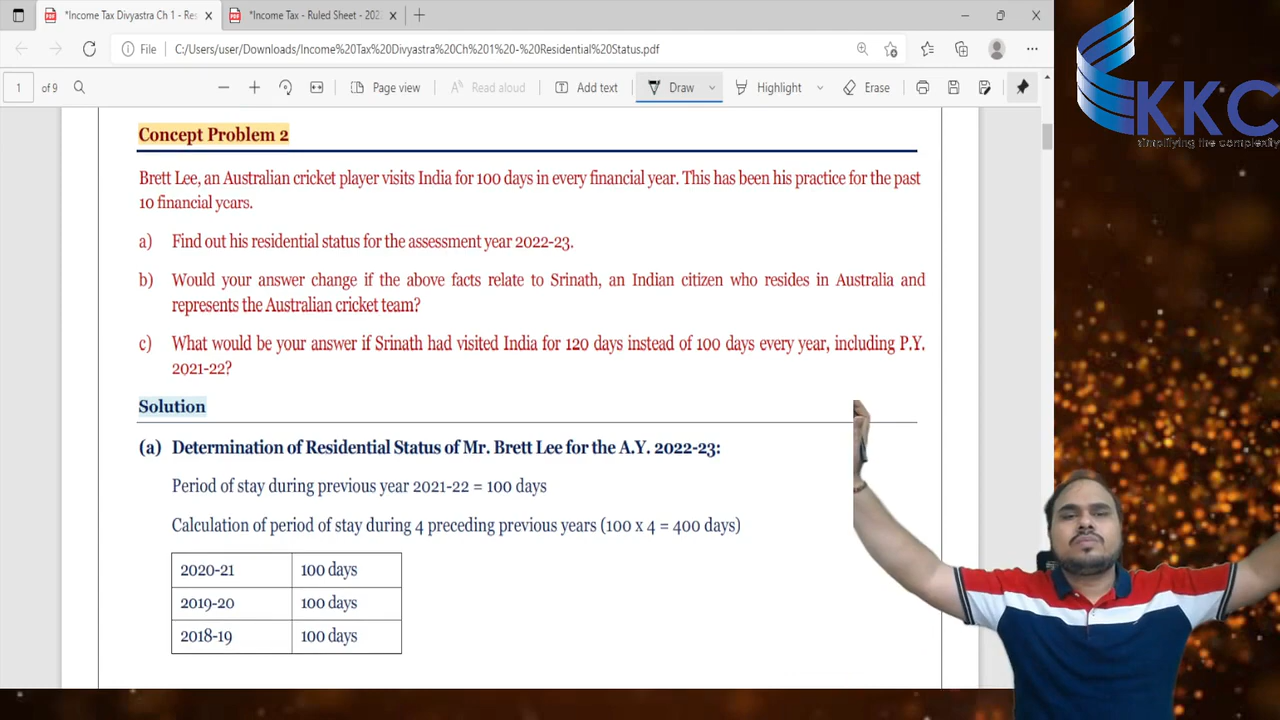 *Income Tax Divyastra Ch 1 - Res
*Income Tax - Ruled Sheet - 202
File
C:/Users/user/Downloads/Income%20Tax%20Divyastra%20Ch%201%20-%20Residential%20Status.pdf
1 of 9
Page view
Read aloud
Add text
Draw
Highlight
Erase
KKC
simplifying the complexity
Concept Problem 2
Brett Lee, an Australian cricket player visits India for 100 days in every financial year. This has been his practice for the past
10 financial years.
a) Find out his residential status for the assessment year 2022-23.
b) Would your answer change if the above facts relate to Srinath, an Indian citizen who resides in Australia and
represents the Australian cricket team?
c) What would be your answer if Srinath had visited India for 120 days instead of 100 days every year, including P.Y.
2021-22?
Solution
(a) Determination of Residential Status of Mr. Brett Lee for the A.Y. 2022-23:
Period of stay during previous year 2021-22 = 100 days
Calculation of period of stay during 4 preceding previous years (100 x 4 = 400 days)
2020-21 100 days
2019-20 100 days
2018-19 100 days